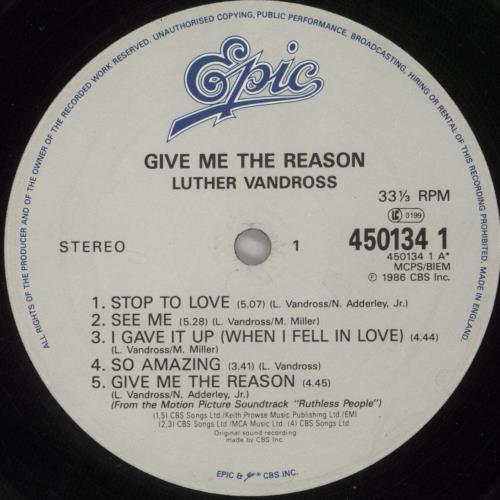 ALL RIGHTS OF THE PRODUCER AND OF THE OWNER OF THE RECORDED WORK RESERVED. UNAUTHORISED COPYING, PUBLIC PERFORMANCE, BROADCASTING, HIRING OR RENTAL OF THIS RECORDING PROHIBITED. MADE IN ENGLAND.
Epic
GIVE ME THE REASON
LUTHER VANDROSS
33⅓ RPM
LC 0199
STEREO
1
450134 1
450134 1 A*
MCPS/BIEM
℗ 1986 CBS Inc.
1. STOP TO LOVE (5.07) (L. Vandross/N. Adderley, Jr.)
2. SEE ME (5.28) (L. Vandross/M. Miller)
3. I GAVE IT UP (WHEN I FELL IN LOVE) (4.44)
(L. Vandross/M. Miller)
4. SO AMAZING (3.41) (L. Vandross)
5. GIVE ME THE REASON (4.45)
(L. Vandross/N. Adderley, Jr.)
(From the Motion Picture Soundtrack "Ruthless People")
(1,5) CBS Songs Ltd/Keith Prowse Music Publishing Ltd./EMI
(2,3) CBS Songs Ltd/MCA Music Ltd. (4) CBS Songs Ltd.
Original sound recording
made by CBS Inc.
EPIC & CBS INC.